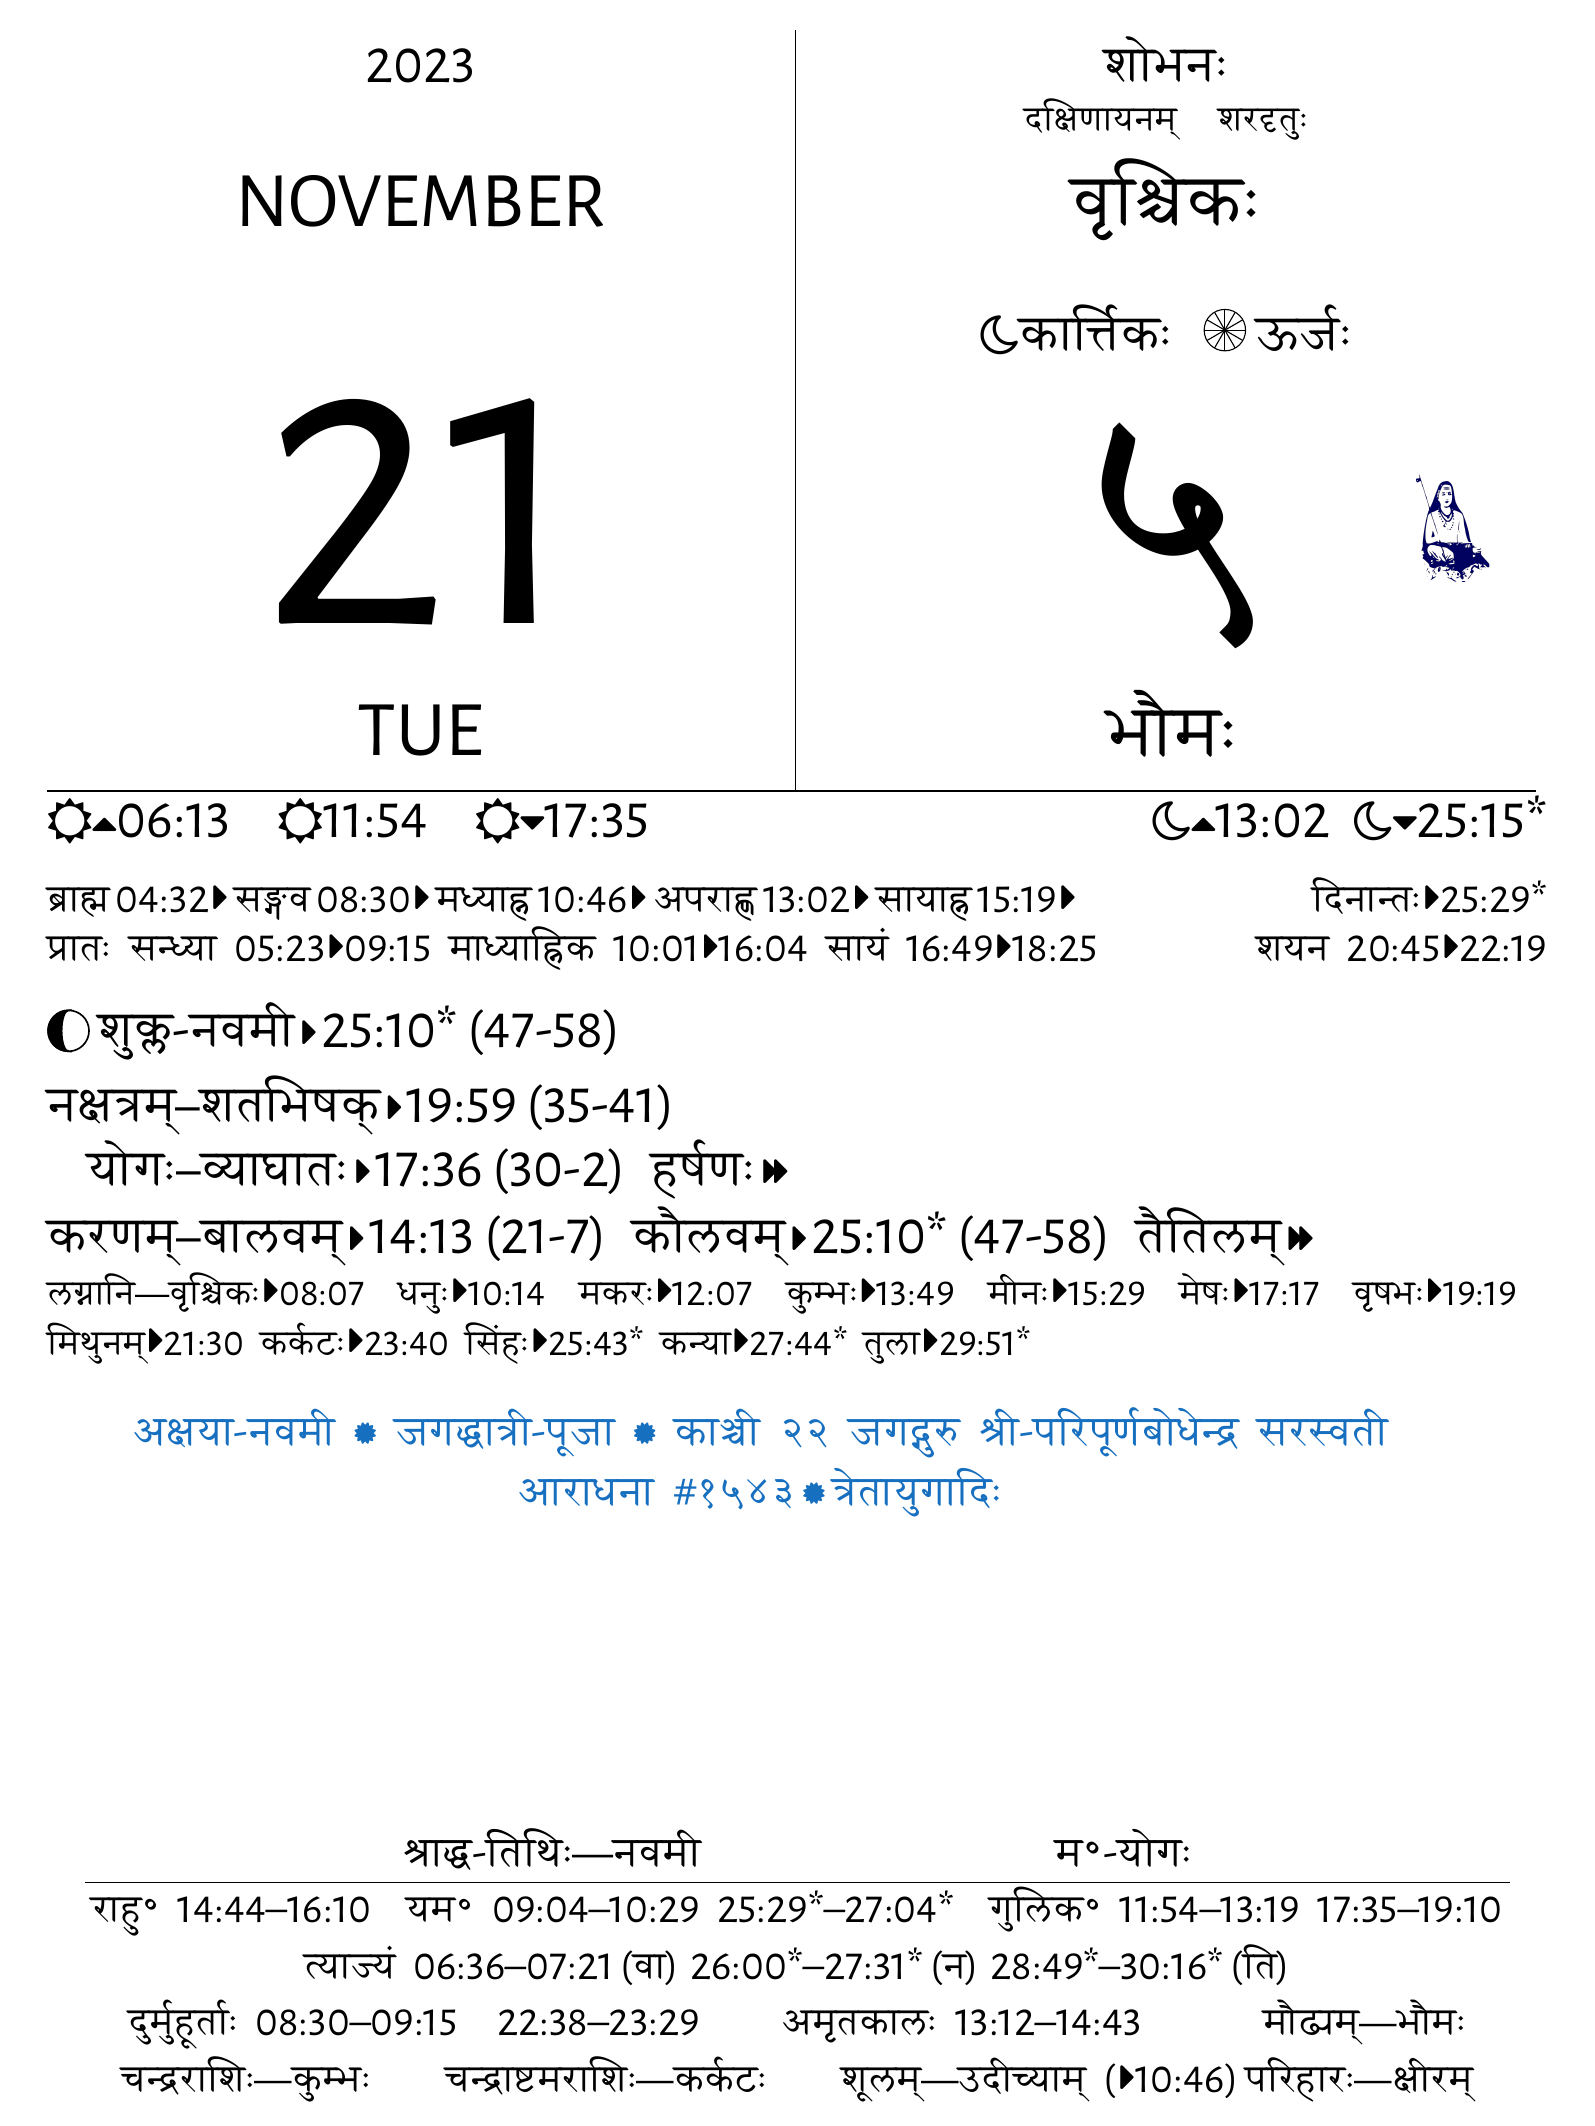 2023
NOVEMBER
21
TUE
शोभनः
दक्षिणायनम् शरदृतुः
वृश्चिकः
कार्त्तिकः ऊर्जः
५
भौमः
06:13 11:54 17:35 13:02 25:15*
ब्राह्म 04:32 सङ्गव 08:30 मध्याह्न 10:46 अपराह्ण 13:02 सायाह्न 15:19 दिनान्तः 25:29*
प्रातः सन्ध्या 05:23 09:15 माध्याह्निक 10:01 16:04 सायं 16:49 18:25 शयन 20:45 22:19
शुक्ल-नवमी 25:10* (47-58)
नक्षत्रम्–शतभिषक् 19:59 (35-41)
योगः–व्याघातः 17:36 (30-2) हर्षणः
करणम्–बालवम् 14:13 (21-7) कौलवम् 25:10* (47-58) तैतिलम्
लग्नानि—वृश्चिकः 08:07 धनुः 10:14 मकरः 12:07 कुम्भः 13:49 मीनः 15:29 मेषः 17:17 वृषभः 19:19
मिथुनम् 21:30 कर्कटः 23:40 सिंहः 25:43* कन्या 27:44* तुला 29:51*
अक्षया-नवमी ✹ जगद्धात्री-पूजा ✹ काञ्ची २२ जगद्गुरु श्री-परिपूर्णबोधेन्द्र सरस्वती
आराधना #१५४३ ✹ त्रेतायुगादिः
श्राद्ध-तिथिः—नवमी म॰-योगः
राहु॰ 14:44–16:10 यम॰ 09:04–10:29 25:29*–27:04* गुलिक॰ 11:54–13:19 17:35–19:10
त्याज्यं 06:36–07:21 (वा) 26:00*–27:31* (न) 28:49*–30:16* (ति)
दुर्मुहूर्ताः 08:30–09:15 22:38–23:29 अमृतकालः 13:12–14:43 मौढ्यम्—भौमः
चन्द्रराशिः—कुम्भः चन्द्राष्टमराशिः—कर्कटः शूलम्—उदीच्याम् (10:46) परिहारः—क्षीरम्